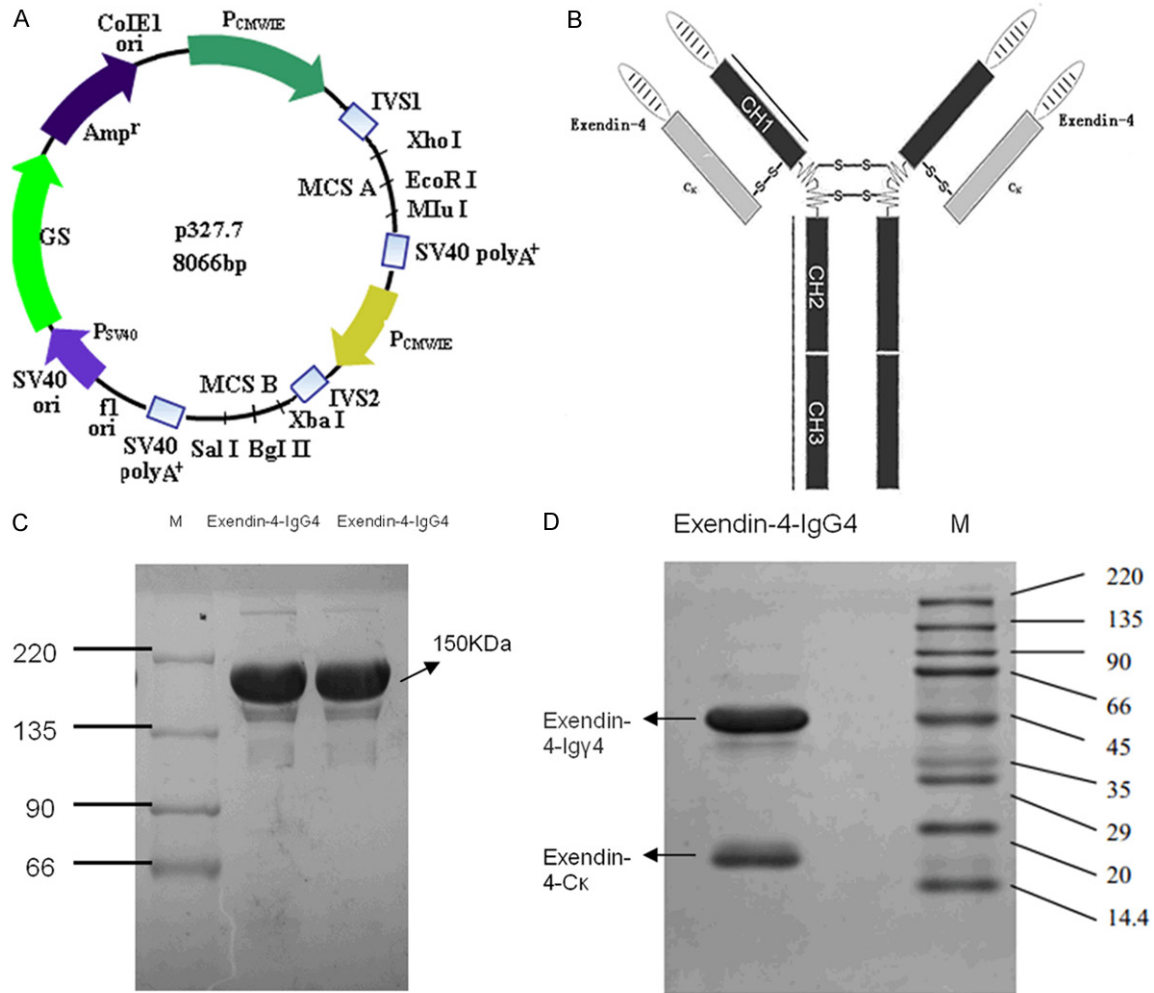 A
CoIE1
ori
PCMV/IE
IVS1
Xho I
MCS A
EcoR I
MIu I
SV40 polyA+
PCMV/IE
IVS2
Xba I
MCS B
BgI II
Sal I
SV40
polyA+
f1
ori
SV40
ori
PSV40
GS
Ampr
p327.7
8066bp
B
Exendin-4
CH1
S-S
S-S
S-S
S-S
Exendin-4
Cκ
Cκ
CH2
CH3
C
M Exendin-4-IgG4 Exendin-4-IgG4
220
150KDa
135
90
66
D
Exendin-4-IgG4 M
220
135
90
66
45
35
29
20
14.4
Exendin-
4-Igγ4
Exendin-
4-Cκ